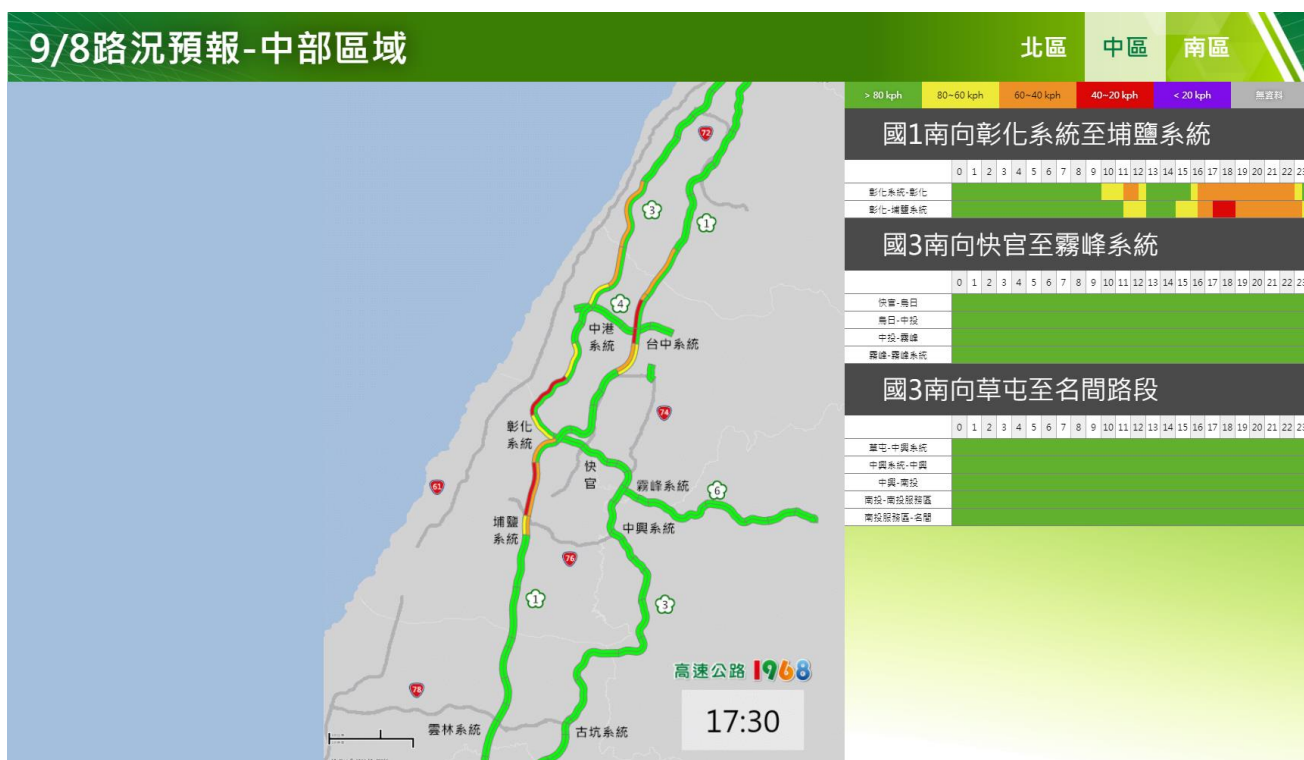 9/8路況預報-中部區域
北區 中區 南區
> 80 kph 80~60 kph 60~40 kph 40~20 kph < 20 kph 無資料
國1南向彰化系統至埔鹽系統
0 1 2 3 4 5 6 7 8 9 10 11 12 13 14 15 16 17 18 19 20 21 22 23
彰化系統-彰化
彰化-埔鹽系統
國3南向快官至霧峰系統
0 1 2 3 4 5 6 7 8 9 10 11 12 13 14 15 16 17 18 19 20 21 22 23
快官-烏日
烏日-中投
中投-霧峰
霧峰-霧峰系統
國3南向草屯至名間路段
0 1 2 3 4 5 6 7 8 9 10 11 12 13 14 15 16 17 18 19 20 21 22 23
草屯-中興系統
中興系統-中興
中興-南投
南投-南投服務區
南投服務區-名間
72
3
1
4
中港
系統
台中系統
74
彰化
系統
快
官
61
霧峰系統
6
埔鹽
系統
中興系統
76
1
3
高速公路 1968
78
17:30
雲林系統
古坑系統